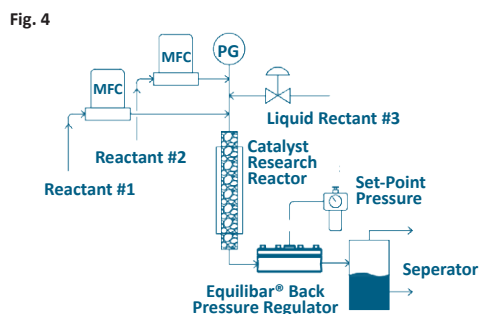 Fig. 4
MFC
PG
MFC
Liquid Rectant #3
Reactant #2
Catalyst
Research
Reactor
Reactant #1
Set-Point
Pressure
Seperator
Equilibar® Back
Pressure Regulator